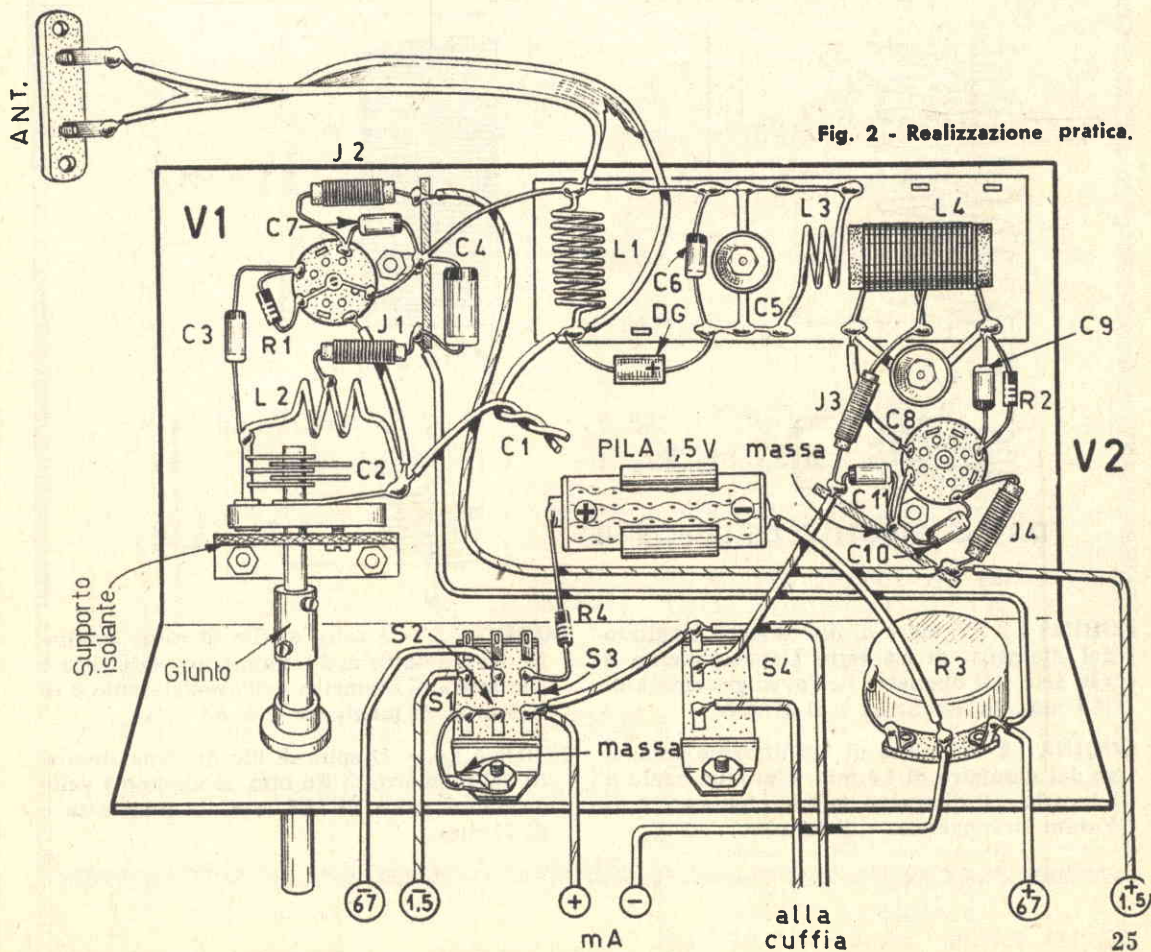 ANT.
Fig. 2 - Realizzazione pratica.
J2
V1
C7
C4
L1
L3
L4
C6
C5
DG
C9
C3
R1
J1
L2
J3
R2
C8
C1
V2
C2
PILA 1,5 V
massa
+
-
C11
C10
J4
Supporto isolante
Giunto
R4
S2
S3
S4
S1
R3
massa
- 67
- 1,5
+
-
+ 67
+ 1,5
mA
alla
cuffia
25